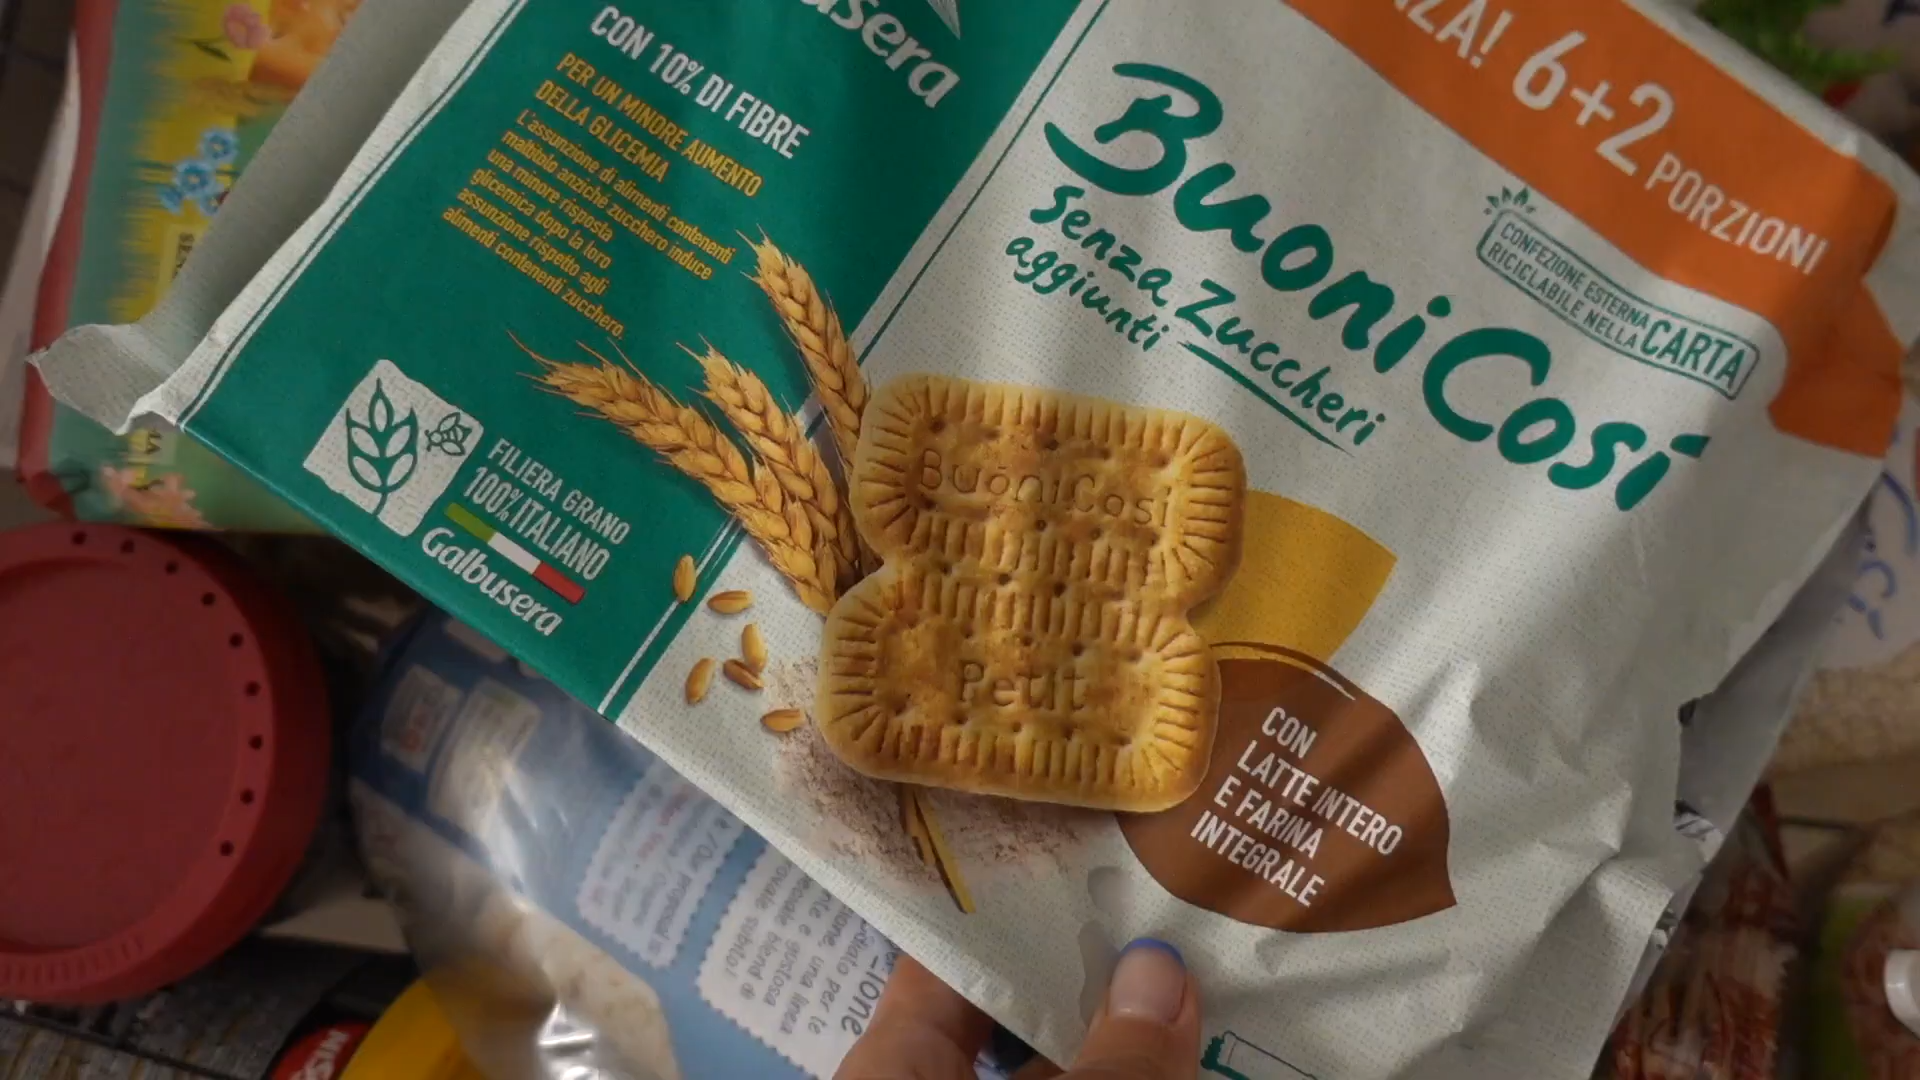 CON 10% DI FIBRE
PER UN MINORE AUMENTO
DELLA GLICEMIA
L'assunzione di alimenti contenenti
maltitolo anziché zucchero induce
una minore risposta
glicemica dopo la loro
assunzione rispetto agli
alimenti contenenti zucchero.
FILIERA GRANO
100% ITALIANO
Galbusera
6+2 PORZIONI
BuoniCosì
Senza Zuccheri
aggiunti
CONFEZIONE ESTERNA
RICICLABILE NELLA CARTA
BuoniCosì
Petit
CON
LATTE INTERO
E FARINA
INTEGRALE